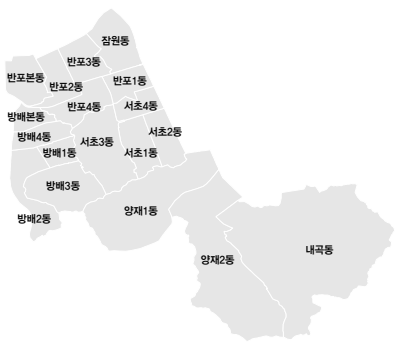 잠원동
반포3동
반포본동
반포2동
반포1동
반포4동
서초4동
방배본동
서초2동
방배4동
서초3동
방배1동
서초1동
방배3동
방배2동
양재1동
내곡동
양재2동